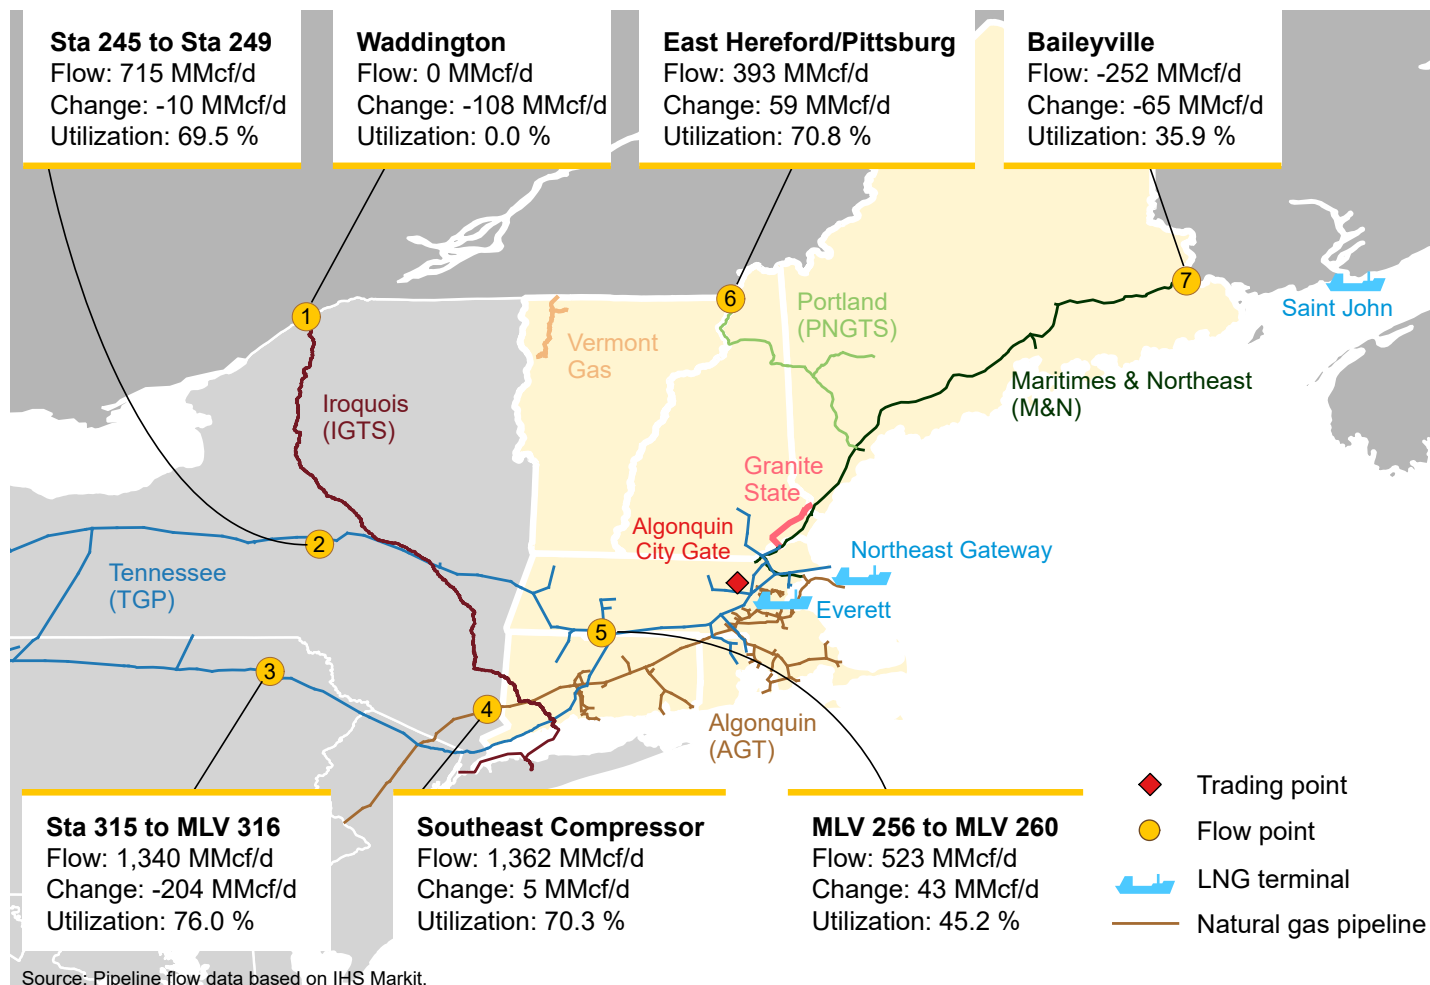 Sta 245 to Sta 249
Flow: 715 MMcf/d
Change: -10 MMcf/d
Utilization: 69.5 %
Waddington
Flow: 0 MMcf/d
Change: -108 MMcf/d
Utilization: 0.0 %
East Hereford/Pittsburg
Flow: 393 MMcf/d
Change: 59 MMcf/d
Utilization: 70.8 %
Baileyville
Flow: -252 MMcf/d
Change: -65 MMcf/d
Utilization: 35.9 %
7
6
1
Saint John
Portland
(PNGTS)
Vermont
Gas
Maritimes & Northeast
(M&N)
Iroquois
(IGTS)
Granite
State
Algonquin
City Gate
2
Northeast Gateway
Tennessee
(TGP)
Everett
5
3
4
Algonquin
(AGT)
Sta 315 to MLV 316
Flow: 1,340 MMcf/d
Change: -204 MMcf/d
Utilization: 76.0 %
Southeast Compressor
Flow: 1,362 MMcf/d
Change: 5 MMcf/d
Utilization: 70.3 %
MLV 256 to MLV 260
Flow: 523 MMcf/d
Change: 43 MMcf/d
Utilization: 45.2 %
Trading point
Flow point
LNG terminal
Natural gas pipeline
Source: Pipeline flow data based on IHS Markit.